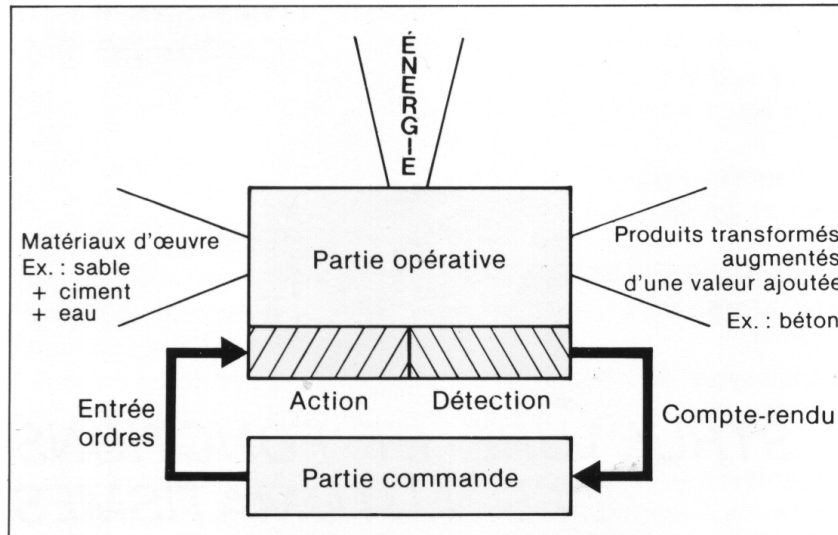 ÉNERGIE
Matériaux d'œuvre
Ex. : sable
+ ciment
+ eau
Partie opérative
Produits transformés
augmentés
d'une valeur ajoutée
Ex. : béton
Action
Détection
Entrée
ordres
Compte-rendu
Partie commande